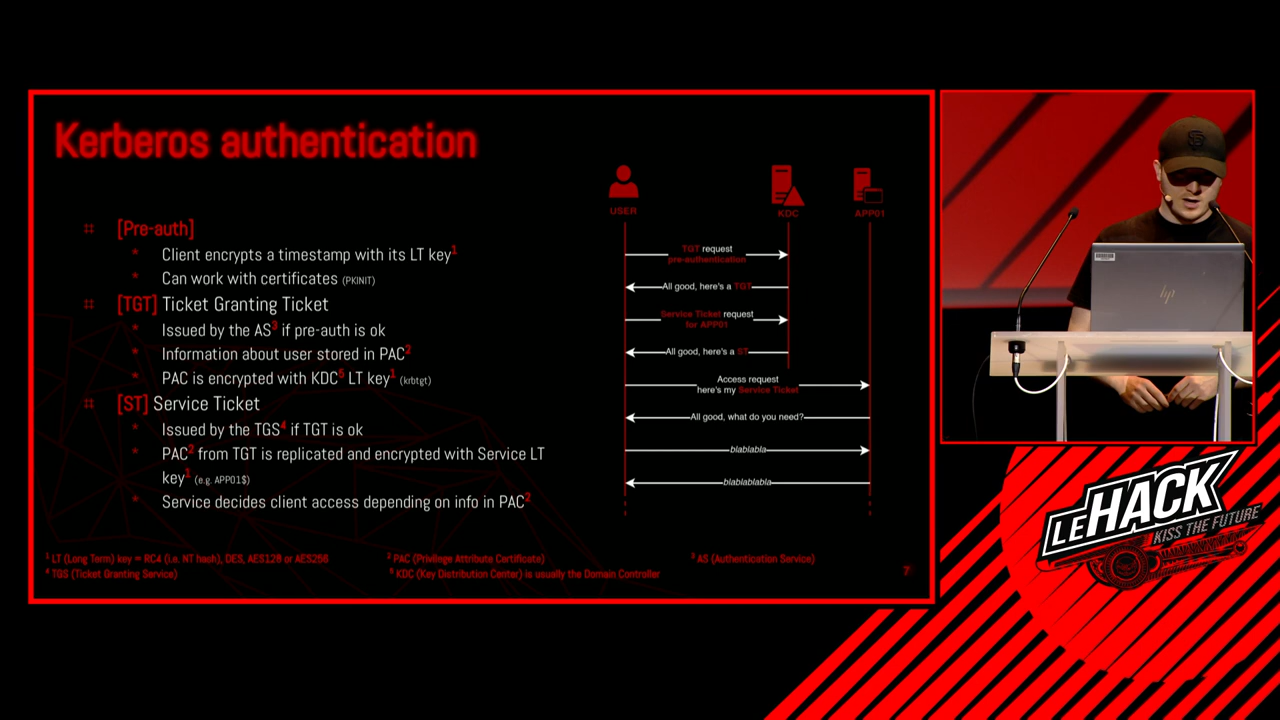 Kerberos authentication
[Pre-auth]
Client encrypts a timestamp with its LT key1
Can work with certificates (PKINIT)
[TGT] Ticket Granting Ticket
Issued by the AS3 if pre-auth is ok
Information about user stored in PAC2
PAC is encrypted with KDC5 LT key1 (krbtgt)
[ST] Service Ticket
Issued by the TGS4 if TGT is ok
PAC2 from TGT is replicated and encrypted with Service LT
key1 (e.g. APP01$)
Service decides client access depending on info in PAC2
USER
KDC
APP01
TGT request
pre-authentication
All good, here's a TGT
Service Ticket request
for APP01
All good, here's a ST
Access request
here's my Service Ticket
All good, what do you need?
blablabla
blablablabla
1 LT (Long Term) key = RC4 (i.e. NT hash), DES, AES128 or AES256
2 PAC (Privilege Attribute Certificate)
3 AS (Authentication Service)
4 TGS (Ticket Granting Service)
5 KDC (Key Distribution Center) is usually the Domain Controller
7
hp
LEHACK
KISS THE FUTURE